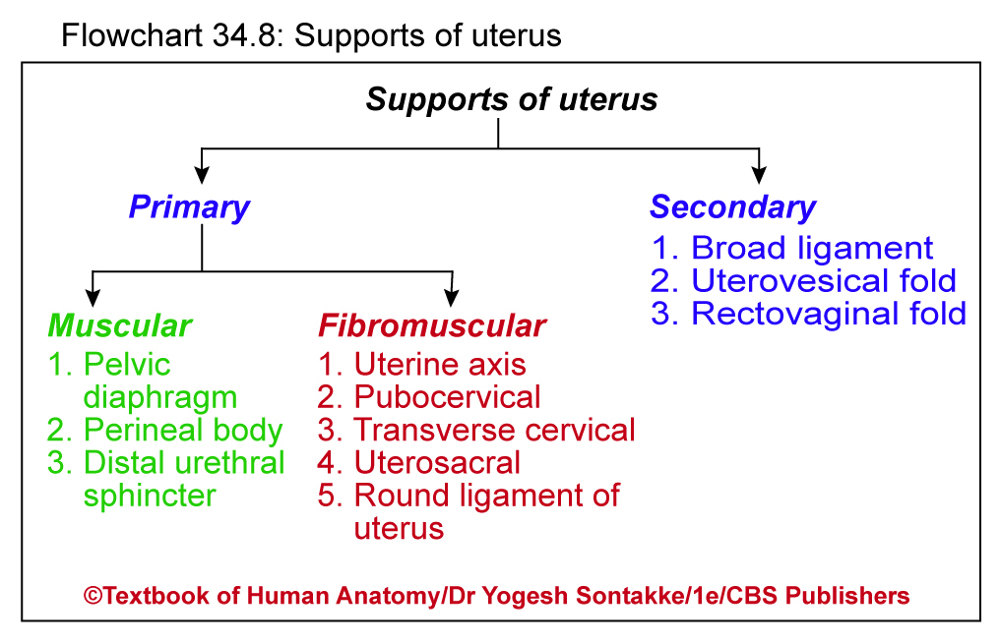 Flowchart 34.8: Supports of uterus
Supports of uterus
Primary
Secondary
1. Broad ligament
2. Uterovesical fold
3. Rectovaginal fold
Muscular
1. Pelvic
diaphragm
2. Perineal body
3. Distal urethral
sphincter
Fibromuscular
1. Uterine axis
2. Pubocervical
3. Transverse cervical
4. Uterosacral
5. Round ligament of
uterus
©Textbook of Human Anatomy/Dr Yogesh Sontakke/1e/CBS Publishers